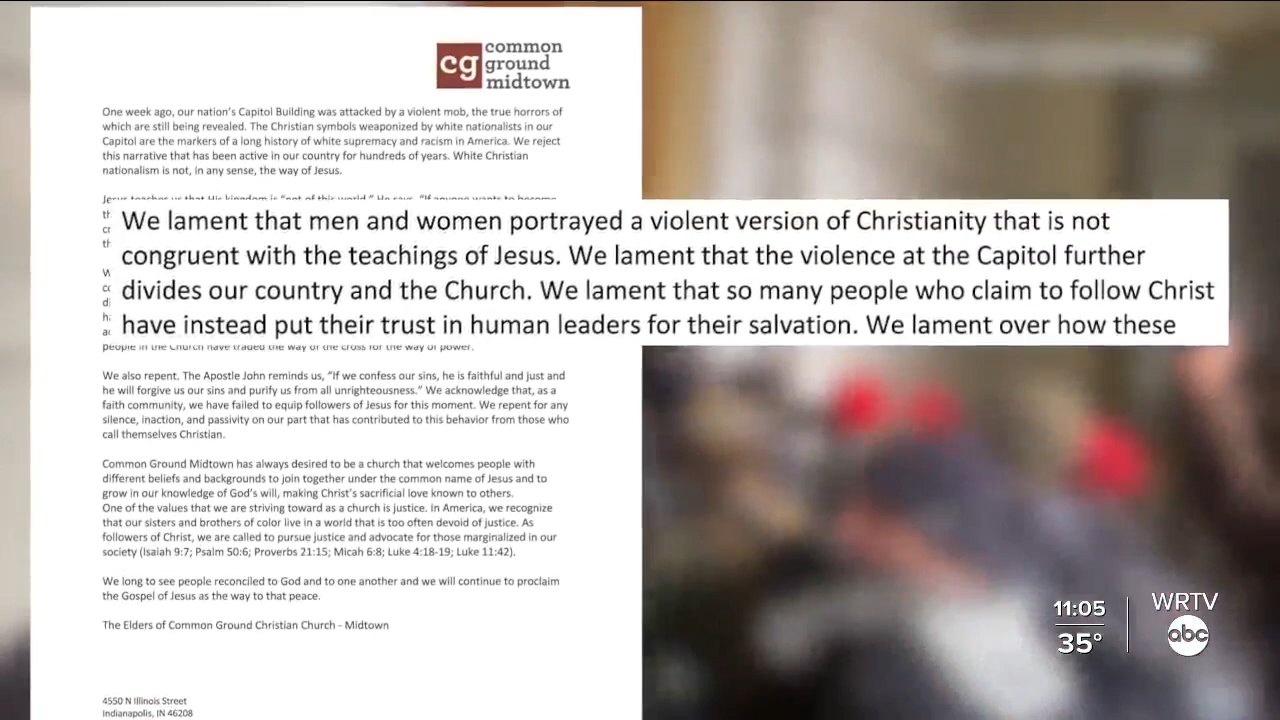 cg
common
ground
midtown
One week ago, our nation's Capitol Building was attacked by a violent mob, the true horrors of
which are still being revealed. The Christian symbols weaponized by white nationalists in our
Capitol are the markers of a long history of white supremacy and racism in America. We reject
this narrative that has been active in our country for hundreds of years. White Christian
nationalism is not, in any sense, the way of Jesus.
Jesus teaches us that His kingdom is "not of this world." He says, "If anyone wants to become
We lament that men and women portrayed a violent version of Christianity that is not
congruent with the teachings of Jesus. We lament that the violence at the Capitol further
divides our country and the Church. We lament that so many people who claim to follow Christ
have instead put their trust in human leaders for their salvation. We lament over how these
people in the Church have traded the way of the cross for the way of power.
We also repent. The Apostle John reminds us, "If we confess our sins, he is faithful and just and
he will forgive us our sins and purify us from all unrighteousness." We acknowledge that, as a
faith community, we have failed to equip followers of Jesus for this moment. We repent for any
silence, inaction, and passivity on our part that has contributed to this behavior from those who
call themselves Christian.
Common Ground Midtown has always desired to be a church that welcomes people with
different beliefs and backgrounds to join together under the common name of Jesus and to
grow in our knowledge of God's will, making Christ's sacrificial love known to others.
One of the values that we are striving toward as a church is justice. In America, we recognize
that our sisters and brothers of color live in a world that is too often devoid of justice. As
followers of Christ, we are called to pursue justice and advocate for those marginalized in our
society (Isaiah 9:7; Psalm 50:6; Proverbs 21:15; Micah 6:8; Luke 4:18-19; Luke 11:42).
We long to see people reconciled to God and to one another and we will continue to proclaim
the Gospel of Jesus as the way to that peace.
The Elders of Common Ground Christian Church - Midtown
4550 N Illinois Street
Indianapolis, IN 46208
11:05
35°
WRTV
abc